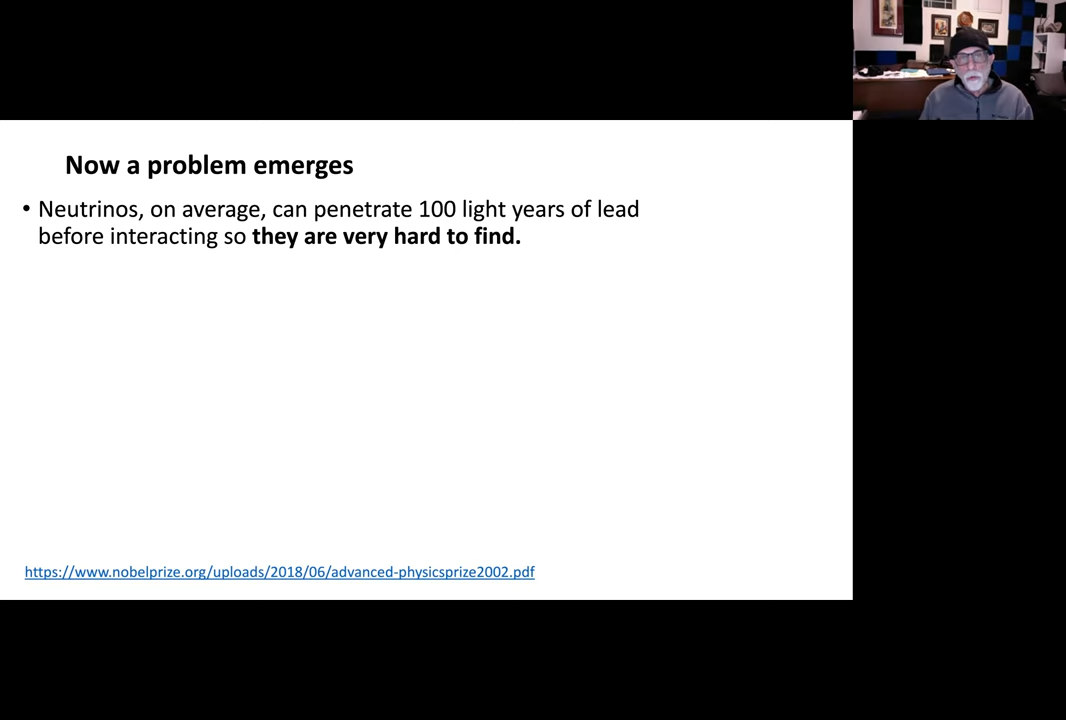 Now a problem emerges
• Neutrinos, on average, can penetrate 100 light years of lead
before interacting so they are very hard to find.
https://www.nobelprize.org/uploads/2018/06/advanced-physicsprize2002.pdf